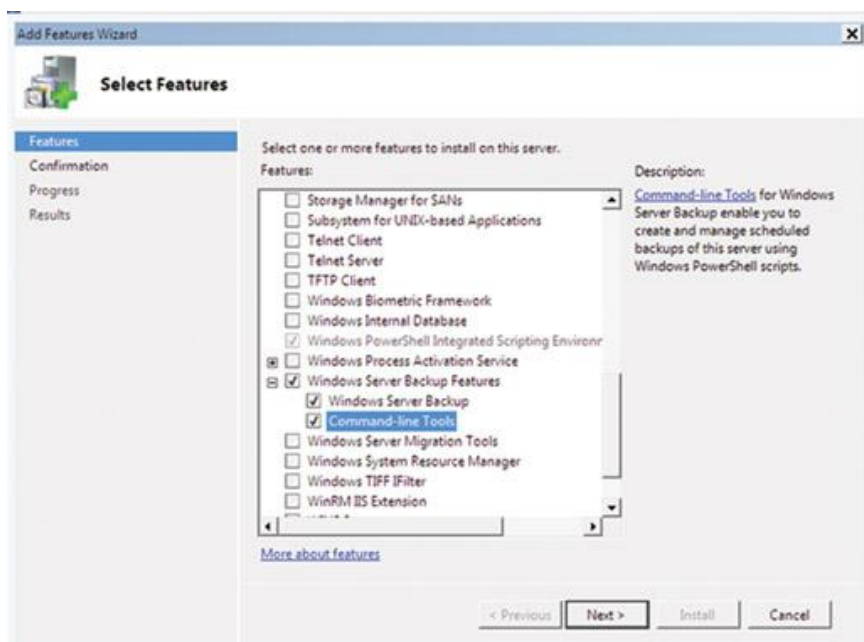 Add Features Wizard
Select Features
Features
Confirmation
Progress
Results
Select one or more features to install on this server.
Features:
Storage Manager for SANs
Subsystem for UNIX-based Applications
Telnet Client
Telnet Server
TFTP Client
Windows Biometric Framework
Windows Internal Database
Windows PowerShell Integrated Scripting Environr
Windows Process Activation Service
Windows Server Backup Features
Windows Server Backup
Command-line Tools
Windows Server Migration Tools
Windows System Resource Manager
Windows TIFF IFilter
WinRM IIS Extension
More about features
Description:
Command-line Tools for Windows
Server Backup enable you to
create and manage scheduled
backups of this server using
Windows PowerShell scripts.
< Previous
Next >
Install
Cancel